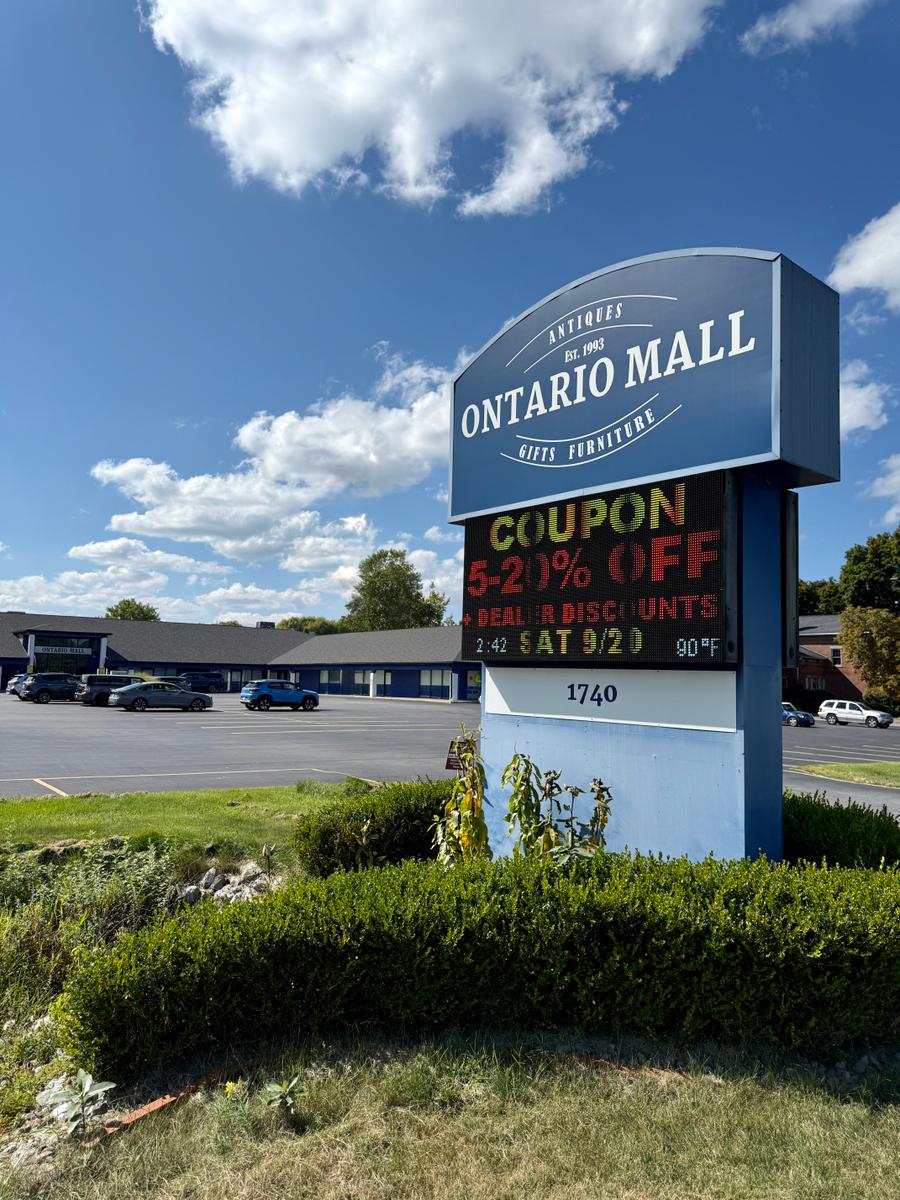 ANTIQUES
EST. 1993
ONTARIO MALL
GIFTS FURNITURE
COUPON
5-20% OFF
+ DEALER DISCOUNTS
2:42 SAT 9/20 90°F
1740
ONTARIO MALL